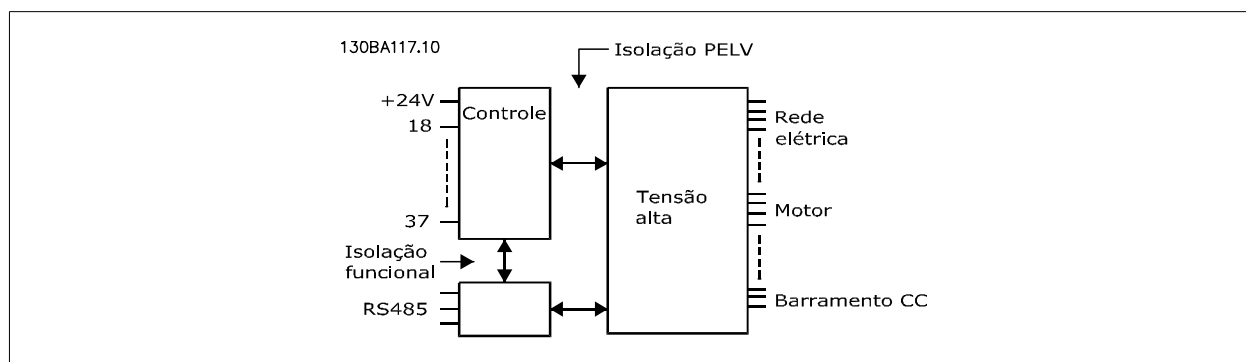 130BA117.10
Isolação PELV
+24V
Controle
18
37
Rede
elétrica
Tensão
alta
Motor
Isolação
funcional
RS485
Barramento CC